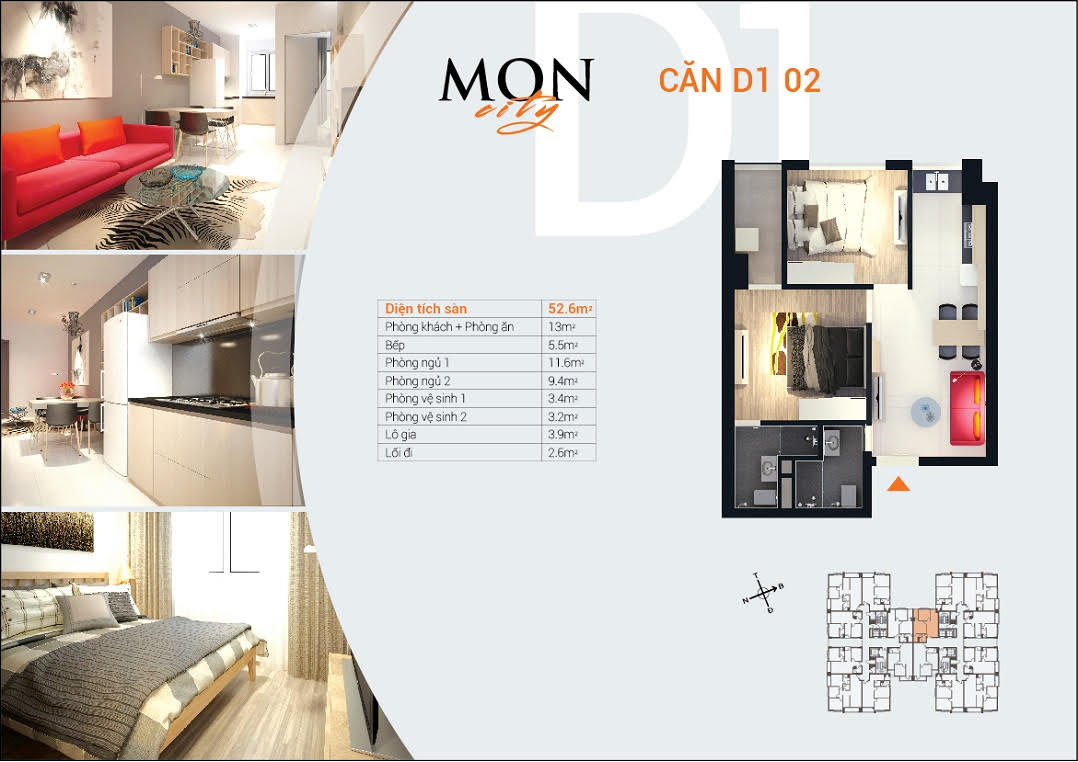 D1
MON
city
CĂN D1 02
Diện tích sàn 52.6m²
Phòng khách + Phòng ăn 13m²
Bếp 5.5m²
Phòng ngủ 1 11.6m²
Phòng ngủ 2 9.4m²
Phòng vệ sinh 1 3.4m²
Phòng vệ sinh 2 3.2m²
Lô gia 3.9m²
Lối đi 2.6m²
T
B
N
Đ